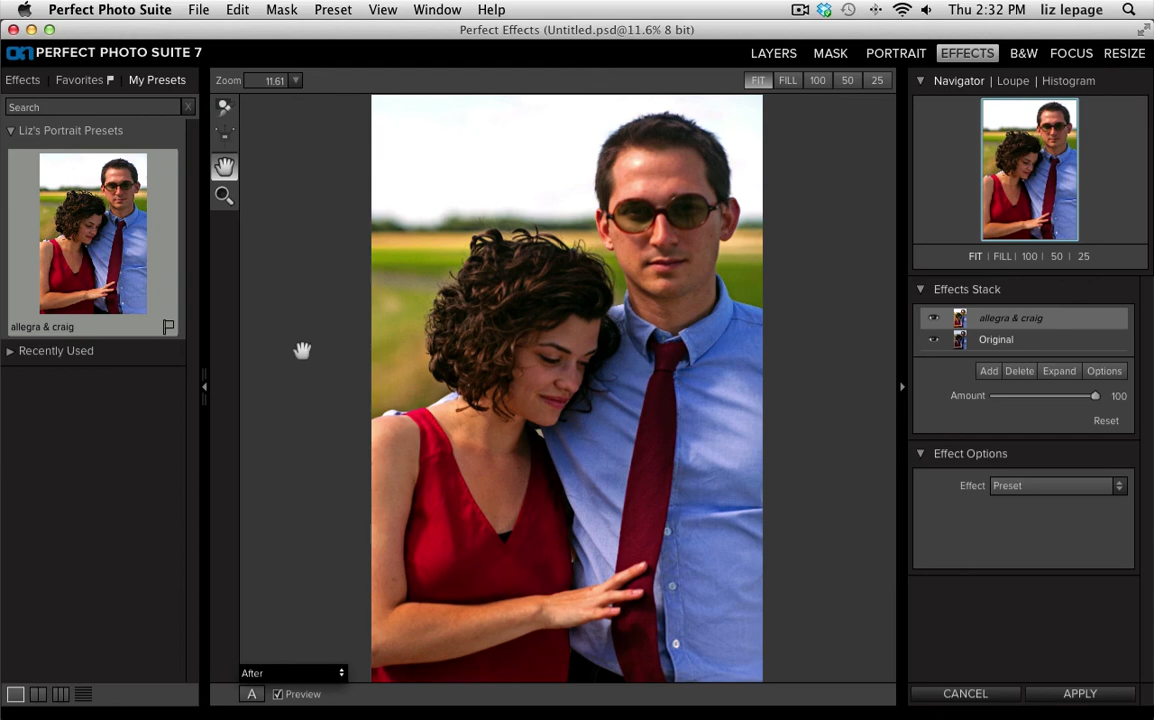 Perfect Photo Suite File Edit Mask Preset View Window Help Thu 2:32 PM liz lepage
Perfect Effects (Untitled.psd@11.6% 8 bit)
on PERFECT PHOTO SUITE 7 LAYERS MASK PORTRAIT EFFECTS B&W FOCUS RESIZE
Effects Favorites My Presets Zoom 11.61 FIT FILL 100 50 25 Navigator Loupe Histogram
Search X
Liz's Portrait Presets
FIT FILL 100 50 25
Effects Stack
allegra & craig allegra & craig
Recently Used Original
Add Delete Expand Options
Amount 100
Reset
Effect Options
Effect Preset
After
A Preview CANCEL APPLY